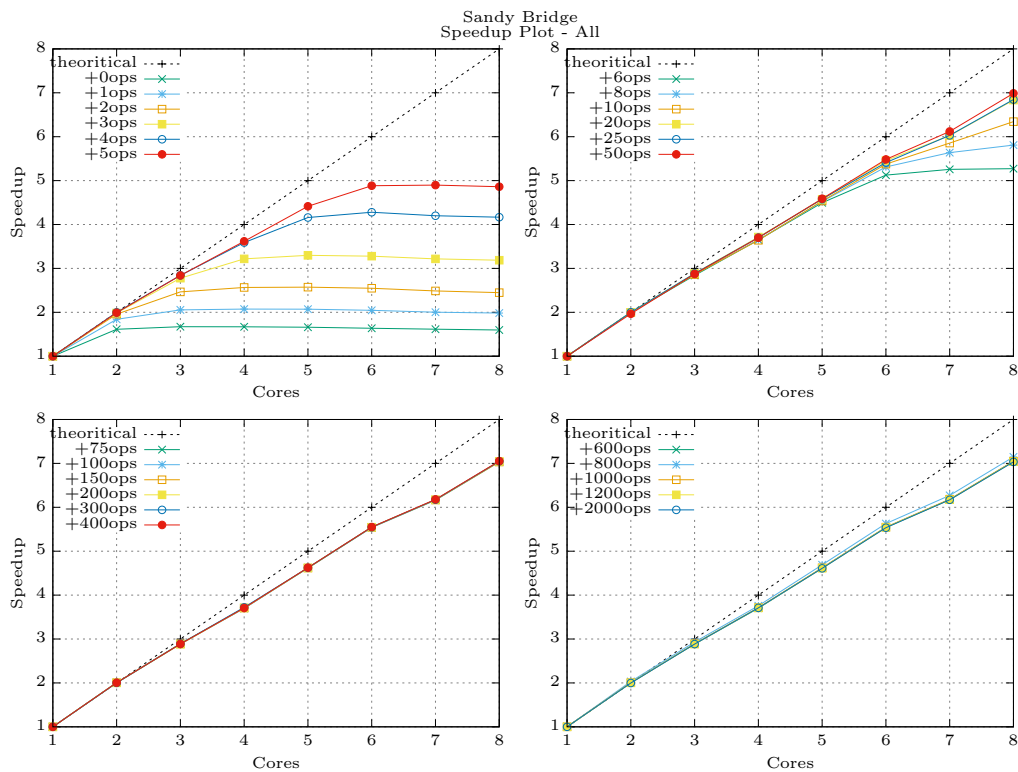 Sandy Bridge
Speedup Plot - All
8
7
6
5
4
3
2
1
Speedup
theoritical
+0ops
+1ops
+2ops
+3ops
+4ops
+5ops
1 2 3 4 5 6 7 8
Cores
8
7
6
5
4
3
2
1
Speedup
theoritical
+6ops
+8ops
+10ops
+20ops
+25ops
+50ops
1 2 3 4 5 6 7 8
Cores
8
7
6
5
4
3
2
1
Speedup
theoritical
+75ops
+100ops
+150ops
+200ops
+300ops
+400ops
1 2 3 4 5 6 7 8
Cores
8
7
6
5
4
3
2
1
Speedup
theoritical
+600ops
+800ops
+1000ops
+1200ops
+2000ops
1 2 3 4 5 6 7 8
Cores